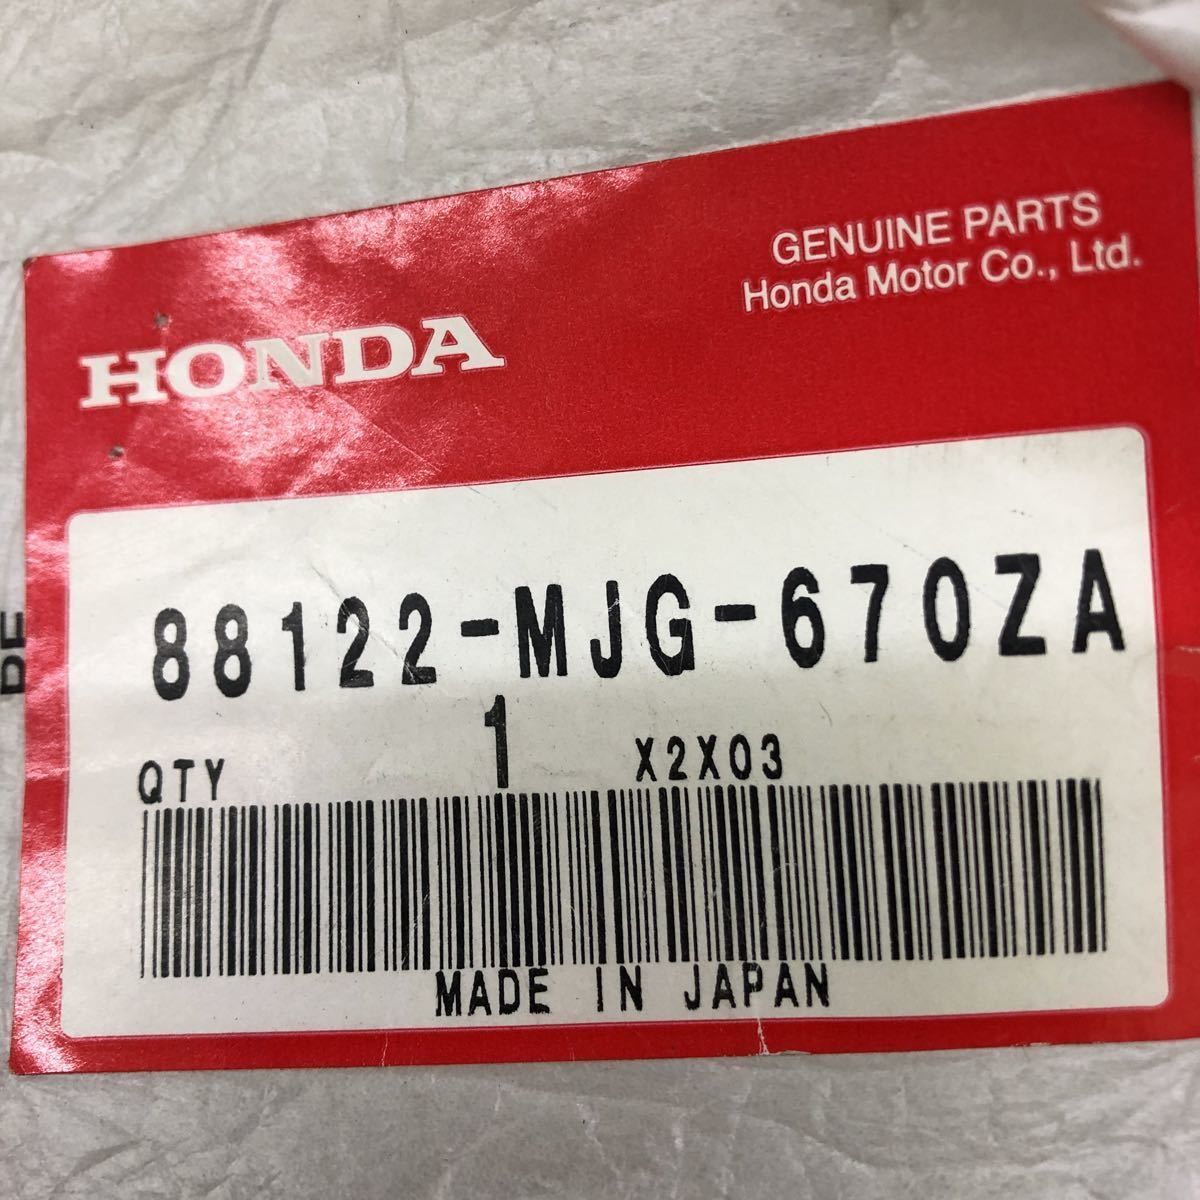 GENUINE PARTS
Honda Motor Co., Ltd.
HONDA
88122-MJG-670ZA
QTY 1 X2X03
MADE IN JAPAN